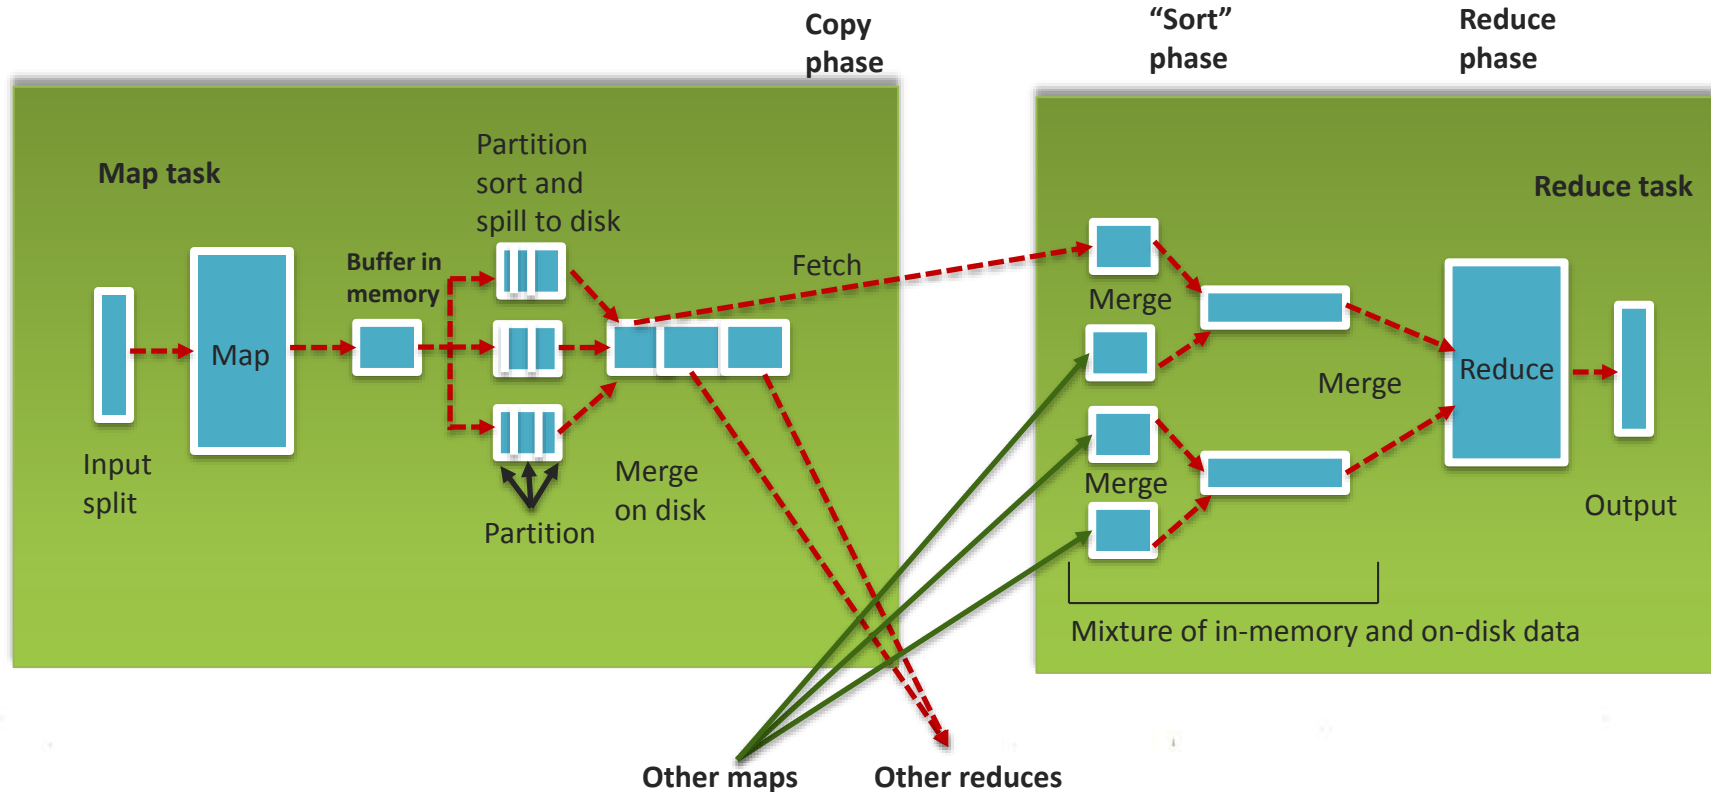 Copy
phase
“Sort”
phase
Reduce
phase
Map task
Partition
sort and
spill to disk
Buffer in
memory
Map
Input
split
Partition
Merge
on disk
Fetch
Reduce task
Merge
Merge
Merge
Reduce
Output
Mixture of in-memory and on-disk data
Other maps
Other reduces